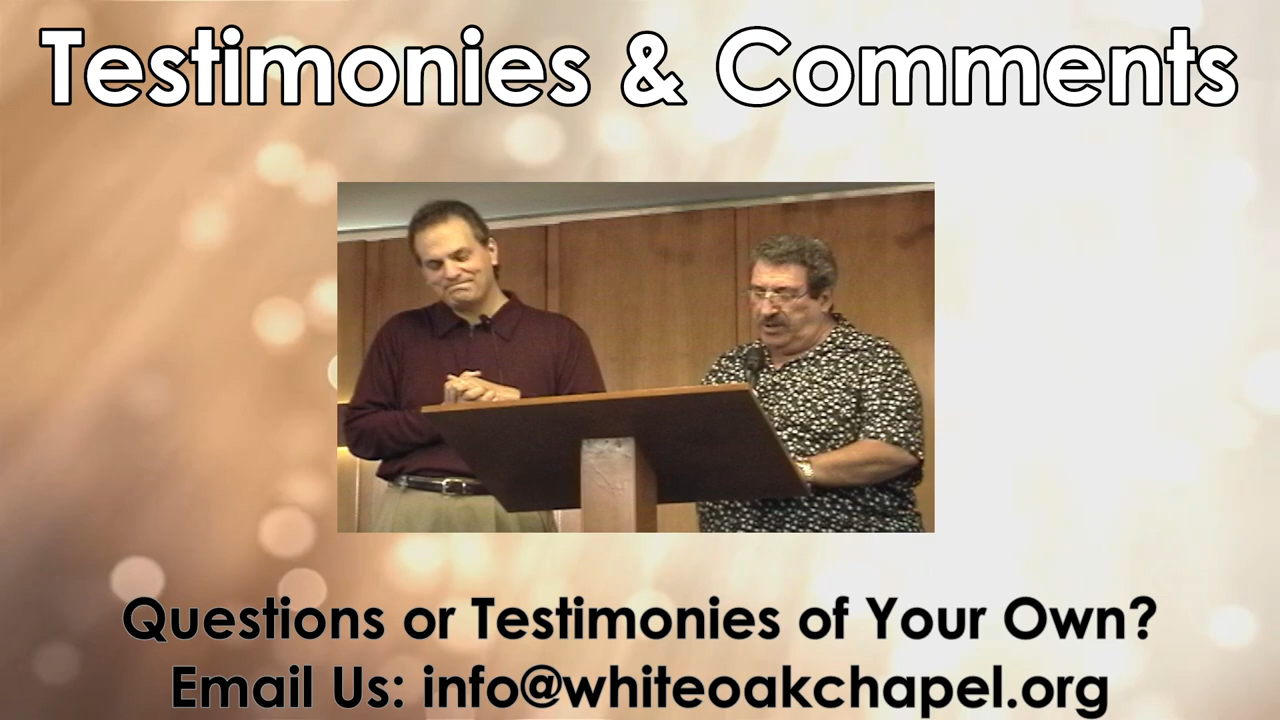 Testimonies & Comments
Questions or Testimonies of Your Own?
Email Us: info@whiteoakchapel.org